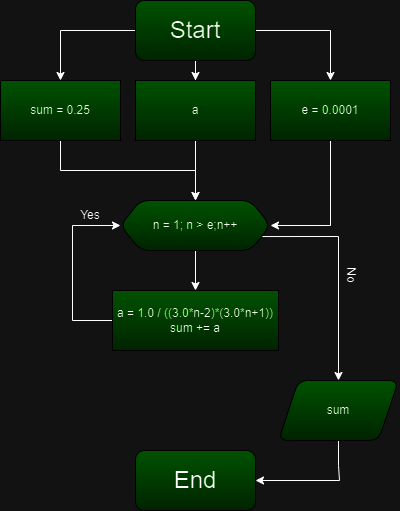 Start
sum = 0.25
a
e = 0.0001
Yes
n = 1; n > e;n++
No
a = 1.0 / ((3.0*n-2)*(3.0*n+1))
sum += a
sum
End